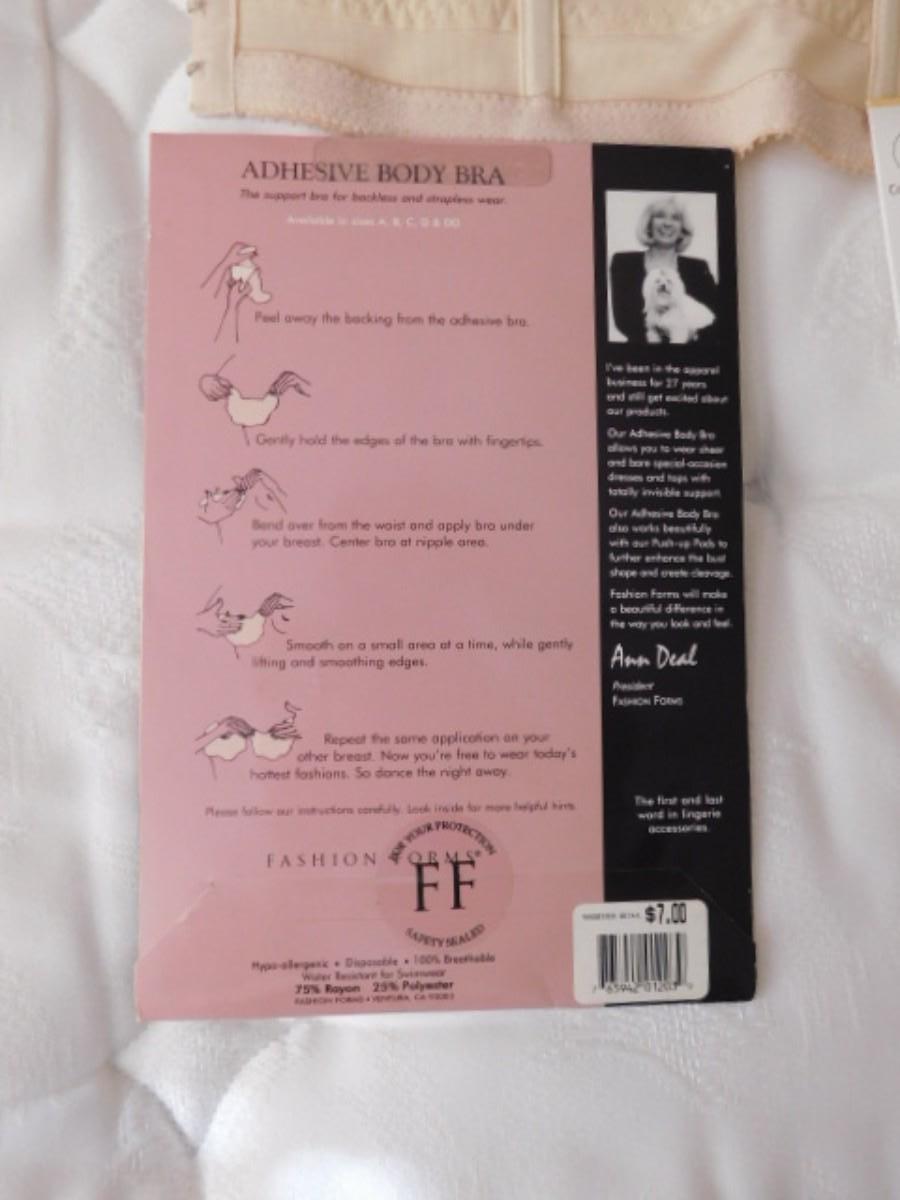 ADHESIVE BODY BRA
The support bra for backless and strapless wear.
Available in sizes A, B, C, D & DD
Peel away the backing from the adhesive bra.
Gently hold the edges of the bra with fingertips.
Bend over from the waist and apply bra under
your breast. Center bra at nipple area.
Smooth on a small area at a time, while gently
lifting and smoothing edges.
Repeat the same application on your
other breast. Now you're free to wear today's
hottest fashions. So dance the night away.
Please follow our instructions carefully. Look inside for more helpful hints.
FASHION FORMS®
FOR YOUR PROTECTION
FF
SAFETY SEALED
Hypo-allergenic • Disposable • 100% Breathable
Water Resistant for Swimwear
75% Rayon 25% Polyester
FASHION FORMS • VENTURA, CA 93003
I've been in the apparel
business for 27 years
and still get excited about
our products.
Our Adhesive Body Bra
allows you to wear sheer
and bare special-occasion
dresses and tops with
totally invisible support.
Our Adhesive Body Bra
also works beautifully
with our Push-up Pads to
further enhance the bust
shape and create cleavage.
Fashion Forms will make
a beautiful difference in
the way you look and feel.
Ann Deal
President
FASHION FORMS
The first and last
word in lingerie
accessories.
SUGGESTED RETAIL $7.00
7 65942 01203 9